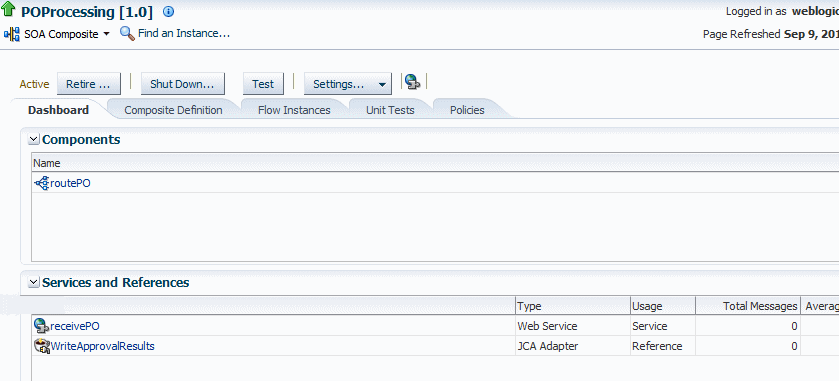 POProcessing [1.0]
Logged in as weblogic
SOA Composite Find an Instance...
Page Refreshed Sep 9, 201
Active Retire ... Shut Down... Test Settings...
Dashboard Composite Definition Flow Instances Unit Tests Policies
Components
Name
routePO
Services and References
Type Usage Total Messages Averag
receivePO Web Service Service 0
WriteApprovalResults JCA Adapter Reference 0